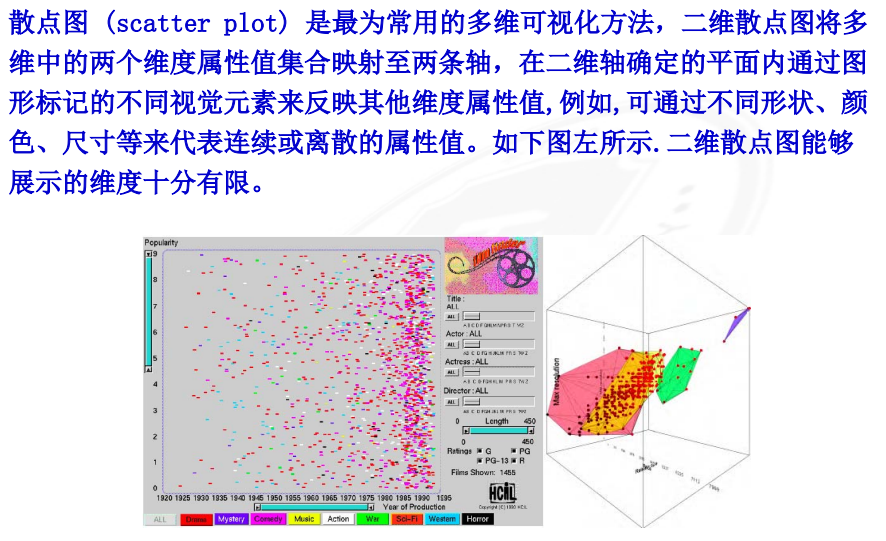 散点图 (scatter plot) 是最为常用的多维可视化方法，二维散点图将多
维中的两个维度属性值集合映射至两条轴，在二维轴确定的平面内通过图
形标记的不同视觉元素来反映其他维度属性值,例如,可通过不同形状、颜
色、尺寸等来代表连续或离散的属性值。如下图左所示.二维散点图能够
展示的维度十分有限。
Popularity
9
8
7
6
5
4
3
2
1
0
1920 1925 1930 1935 1940 1945 1950 1955 1960 1965 1970 1975 1980 1985 1990 1995
Year of Production
Title :
ALL
ALL
Actor : ALL
ALL
Actress : ALL
ALL
Director : ALL
ALL
0 Length 450
0 450
Ratings G PG
PG-13 R
Films Shown: 1455
HCIL
Copyright (C) 1993 HCIL
ALL Drama Mystery Comedy Music Action War Sci-Fi Western Horror
Max resolution